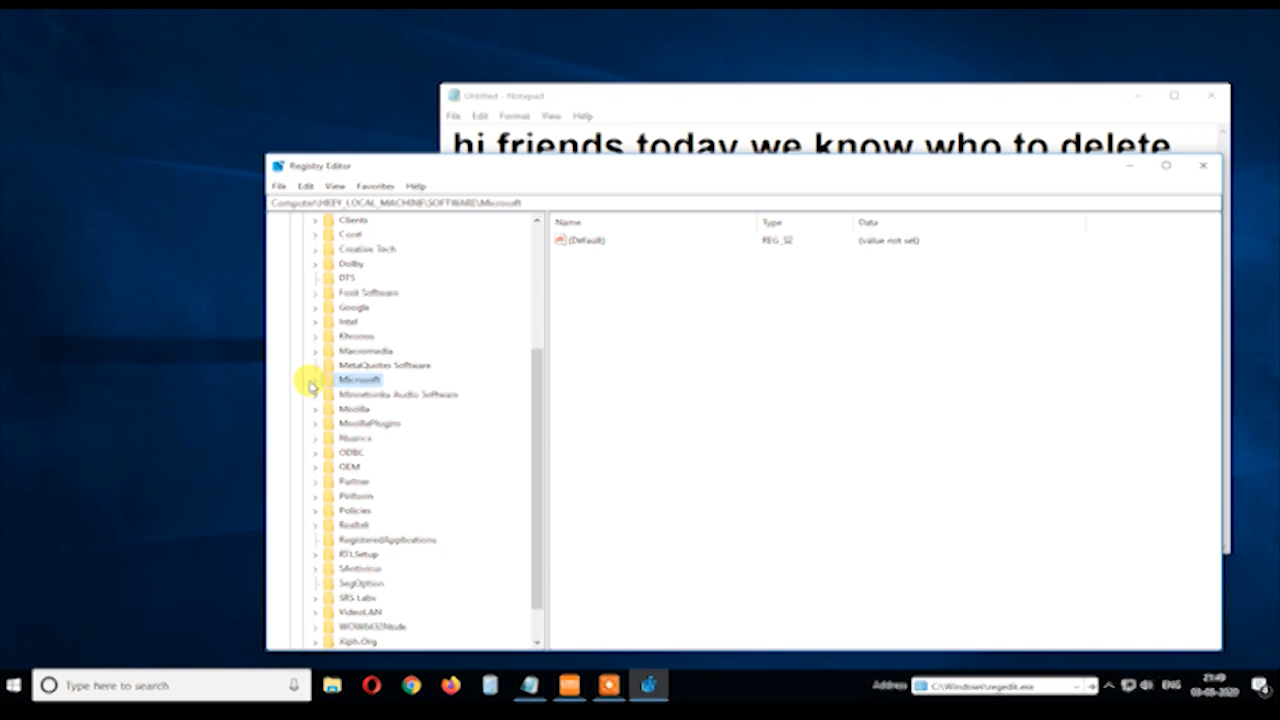 Untitled - Notepad
File Edit Format View Help
hi friends today we know who to delete
Registry Editor
File Edit View Favorites Help
Computer\HKEY_LOCAL_MACHINE\SOFTWARE\Microsoft
Name Type Data
(Default) REG_SZ (value not set)
Clients
Corel
Creative Tech
Dolby
DTS
Foxit Software
Google
Intel
Khronos
Macromedia
MetaQuotes Software
Microsoft
Minnetonka Audio Software
Mozilla
MozillaPlugins
Nuance
ODBC
OEM
Partner
Piriform
Policies
Realtek
RegisteredApplications
RTLSetup
SAntivirus
SegOption
SRS Labs
VideoLAN
WOW6432Node
Xiph.Org
Type here to search
Address C:\Windows\regedit.exe
ENG
21:49
03-05-2020
4